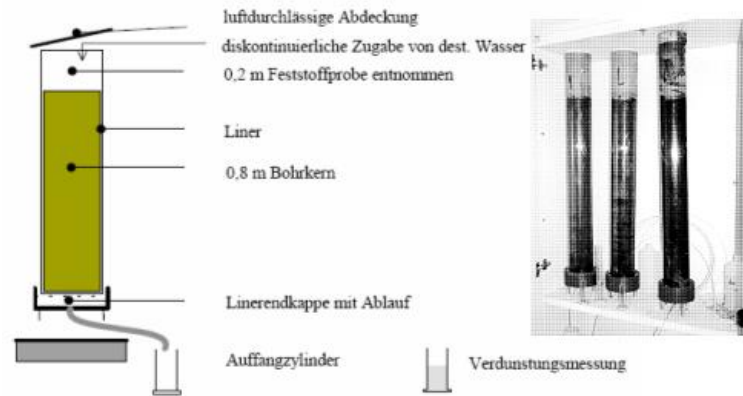 luftdurchlässige Abdeckung
diskontinuierliche Zugabe von dest. Wasser
0,2 m Feststoffprobe entnommen
Liner
0,8 m Bohrkern
Linerendkappe mit Ablauf
Auffangzylinder
Verdunstungsmessung